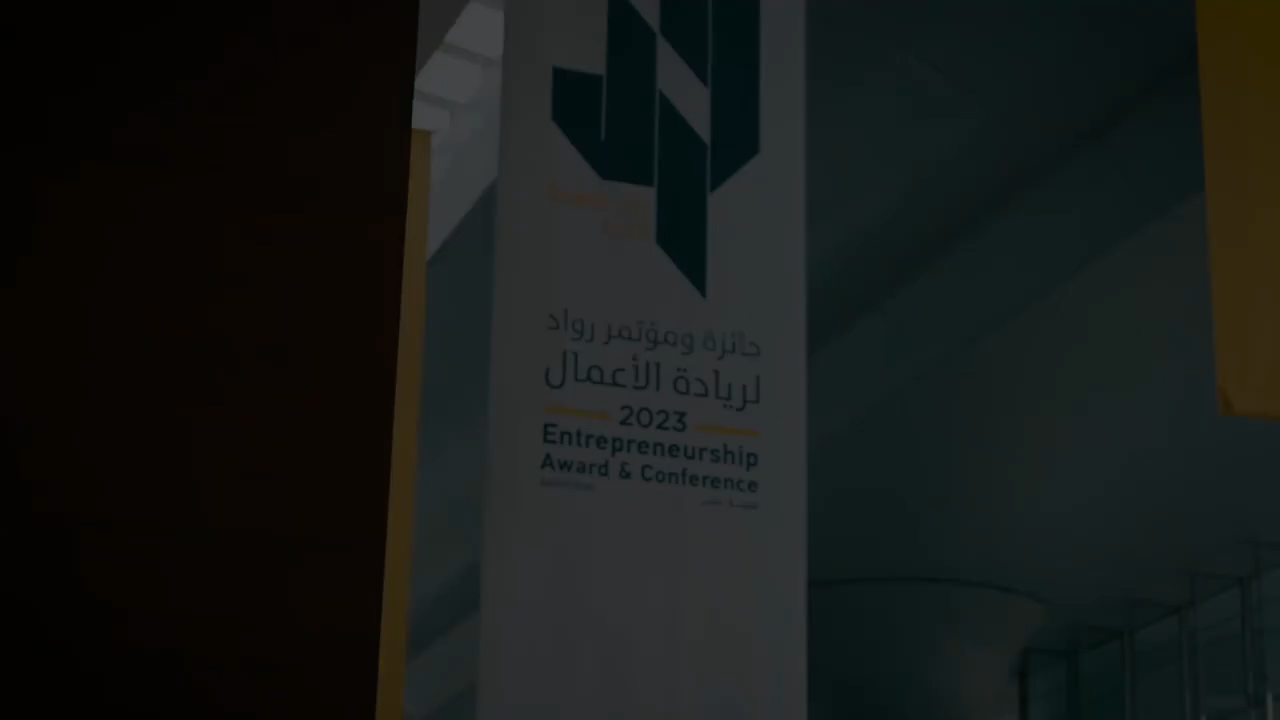 جائزة ومؤتمر رواد
لريادة الأعمال
2023
Entrepreneurship
Award & Conference